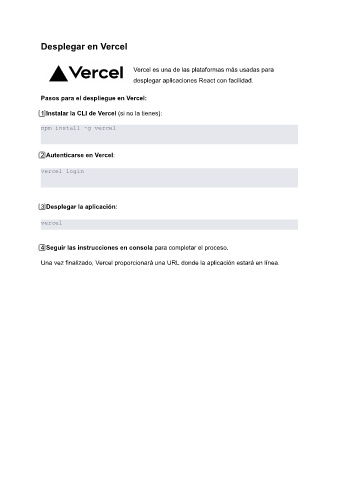 Desplegar en Vercel
Vercel
Vercel es una de las plataformas más usadas para
desplegar aplicaciones React con facilidad.
Pasos para el despliegue en Vercel:
1 Instalar la CLI de Vercel (si no la tienes):
npm install -g vercel
2 Autenticarse en Vercel:
vercel login
3 Desplegar la aplicación:
vercel
4 Seguir las instrucciones en consola para completar el proceso.
Una vez finalizado, Vercel proporcionará una URL donde la aplicación estará en línea.